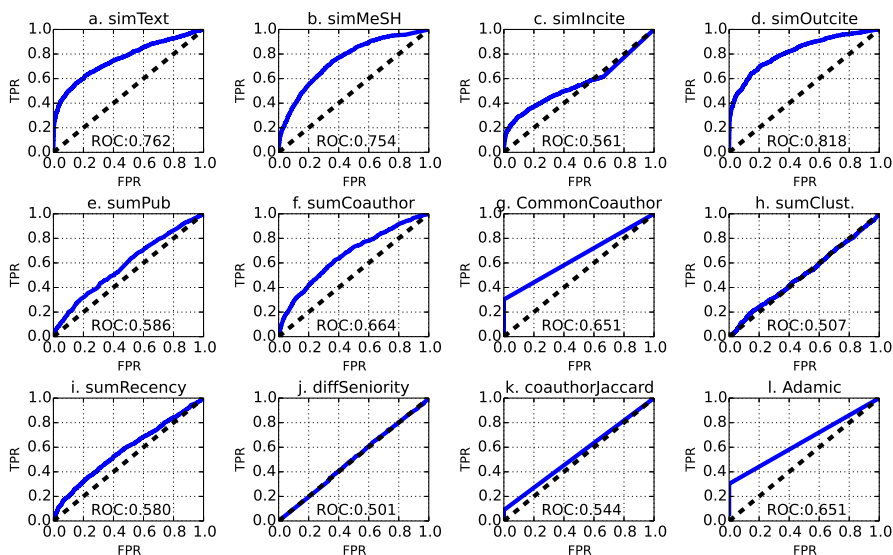 a. simText
b. simMeSH
c. simIncite
d. simOutcite
1.0 0.8 0.6 0.4 0.2 0.0
TPR
ROC:0.762
0.0 0.2 0.4 0.6 0.8 1.0
FPR
1.0 0.8 0.6 0.4 0.2 0.0
TPR
ROC:0.754
0.0 0.2 0.4 0.6 0.8 1.0
FPR
1.0 0.8 0.6 0.4 0.2 0.0
TPR
ROC:0.561
0.0 0.2 0.4 0.6 0.8 1.0
FPR
1.0 0.8 0.6 0.4 0.2 0.0
TPR
ROC:0.818
0.0 0.2 0.4 0.6 0.8 1.0
FPR
e. sumPub
f. sumCoauthor
g. CommonCoauthor
h. sumClust.
1.0 0.8 0.6 0.4 0.2 0.0
TPR
ROC:0.586
0.0 0.2 0.4 0.6 0.8 1.0
FPR
1.0 0.8 0.6 0.4 0.2 0.0
TPR
ROC:0.664
0.0 0.2 0.4 0.6 0.8 1.0
FPR
1.0 0.8 0.6 0.4 0.2 0.0
TPR
ROC:0.651
0.0 0.2 0.4 0.6 0.8 1.0
FPR
1.0 0.8 0.6 0.4 0.2 0.0
TPR
ROC:0.507
0.0 0.2 0.4 0.6 0.8 1.0
FPR
i. sumRecency
j. diffSeniority
k. coauthorJaccard
l. Adamic
1.0 0.8 0.6 0.4 0.2 0.0
TPR
ROC:0.580
0.0 0.2 0.4 0.6 0.8 1.0
FPR
1.0 0.8 0.6 0.4 0.2 0.0
TPR
ROC:0.501
0.0 0.2 0.4 0.6 0.8 1.0
FPR
1.0 0.8 0.6 0.4 0.2 0.0
TPR
ROC:0.544
0.0 0.2 0.4 0.6 0.8 1.0
FPR
1.0 0.8 0.6 0.4 0.2 0.0
TPR
ROC:0.651
0.0 0.2 0.4 0.6 0.8 1.0
FPR